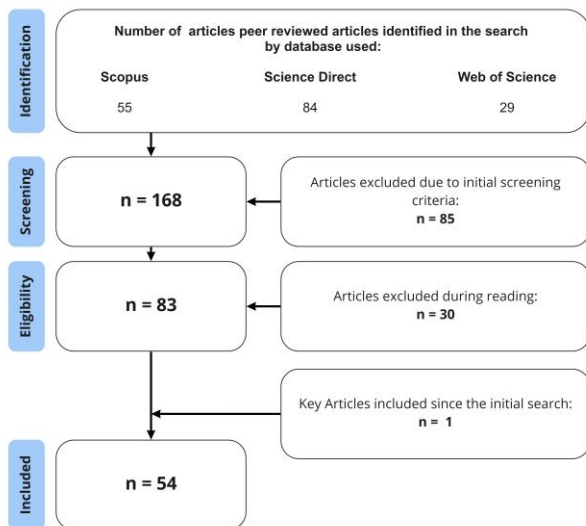 Identification
Number of articles peer reviewed articles identified in the search
by database used:
Scopus
Science Direct
Web of Science
55
84
29
Screening
n = 168
Articles excluded due to initial screening
criteria:
n = 85
Eligibility
n = 83
Articles excluded during reading:
n = 30
Key Articles included since the initial search:
n = 1
Included
n = 54